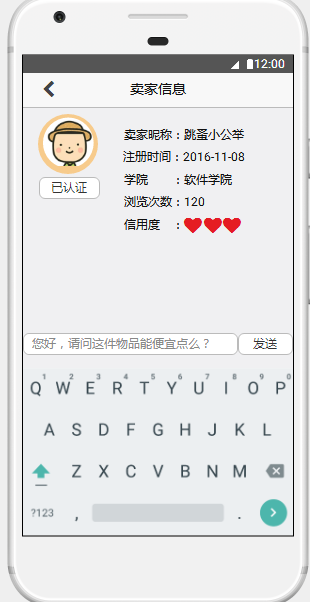 12:00
卖家信息
卖家昵称：跳蚤小公举
注册时间：2016-11-08
已认证
学院：软件学院
浏览次数：120
信用度：
您好，请问这件物品能便宜点么？ 发送
1 2 3 4 5 6 7 8 9 0
Q W E R T Y U I O P
A S D F G H J K L
Z X C V B N M
?123 , .